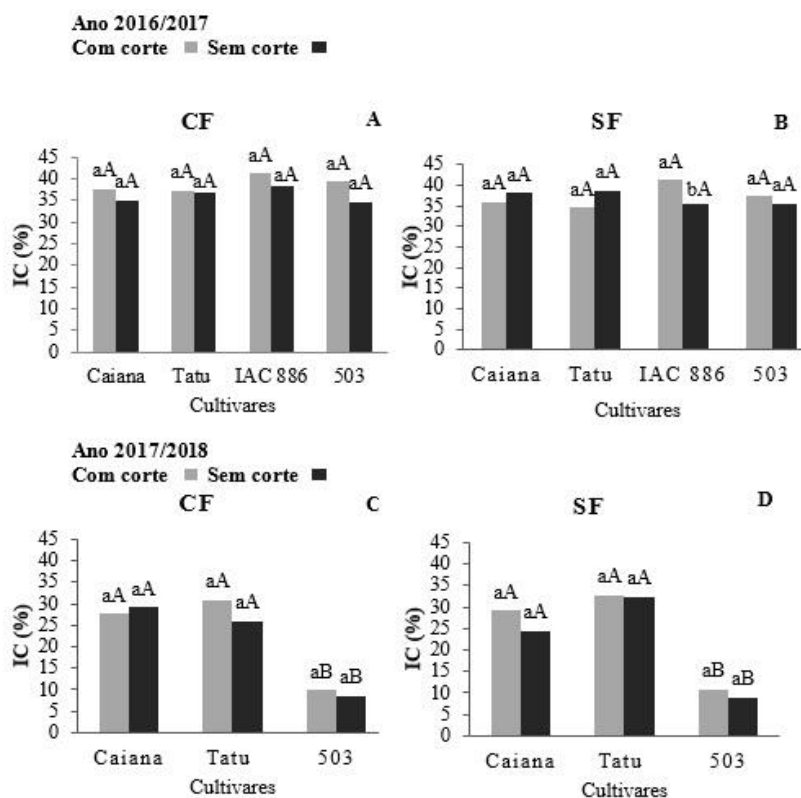 Ano 2016/2017
Com corte Sem corte
CF A
45
40
35
30
25
20
15
10
5
0
IC (%)
aA aA aA aA aA aA aA aA
Caiana Tatu IAC 886 503
Cultivares
SF B
45
40
35
30
25
20
15
10
5
0
IC (%)
aA aA aA aA aA bA aA aA
Caiana Tatu IAC 886 503
Cultivares
Ano 2017/2018
Com corte Sem corte
CF C
45
40
35
30
25
20
15
10
5
0
IC (%)
aA aA aA aA aB aB
Caiana Tatu 503
Cultivares
SF D
45
40
35
30
25
20
15
10
5
0
IC (%)
aA aA aA aA aB aB
Caiana Tatu 503
Cultivares